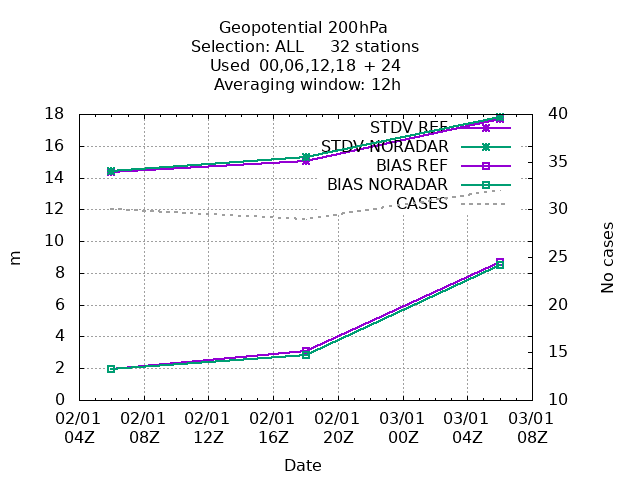 Geopotential 200hPa
Selection: ALL 32 stations
Used 00,06,12,18 + 24
Averaging window: 12h
18 40
STDV REF
16
STDV NORADAR
35
BIAS REF
14
BIAS NORADAR
CASES
12 30
10
m
No cases
25
8
6 20
4
15
2
0 10
02/01 02/01 02/01 02/01 02/01 03/01 03/01 03/01
04Z 08Z 12Z 16Z 20Z 00Z 04Z 08Z
Date